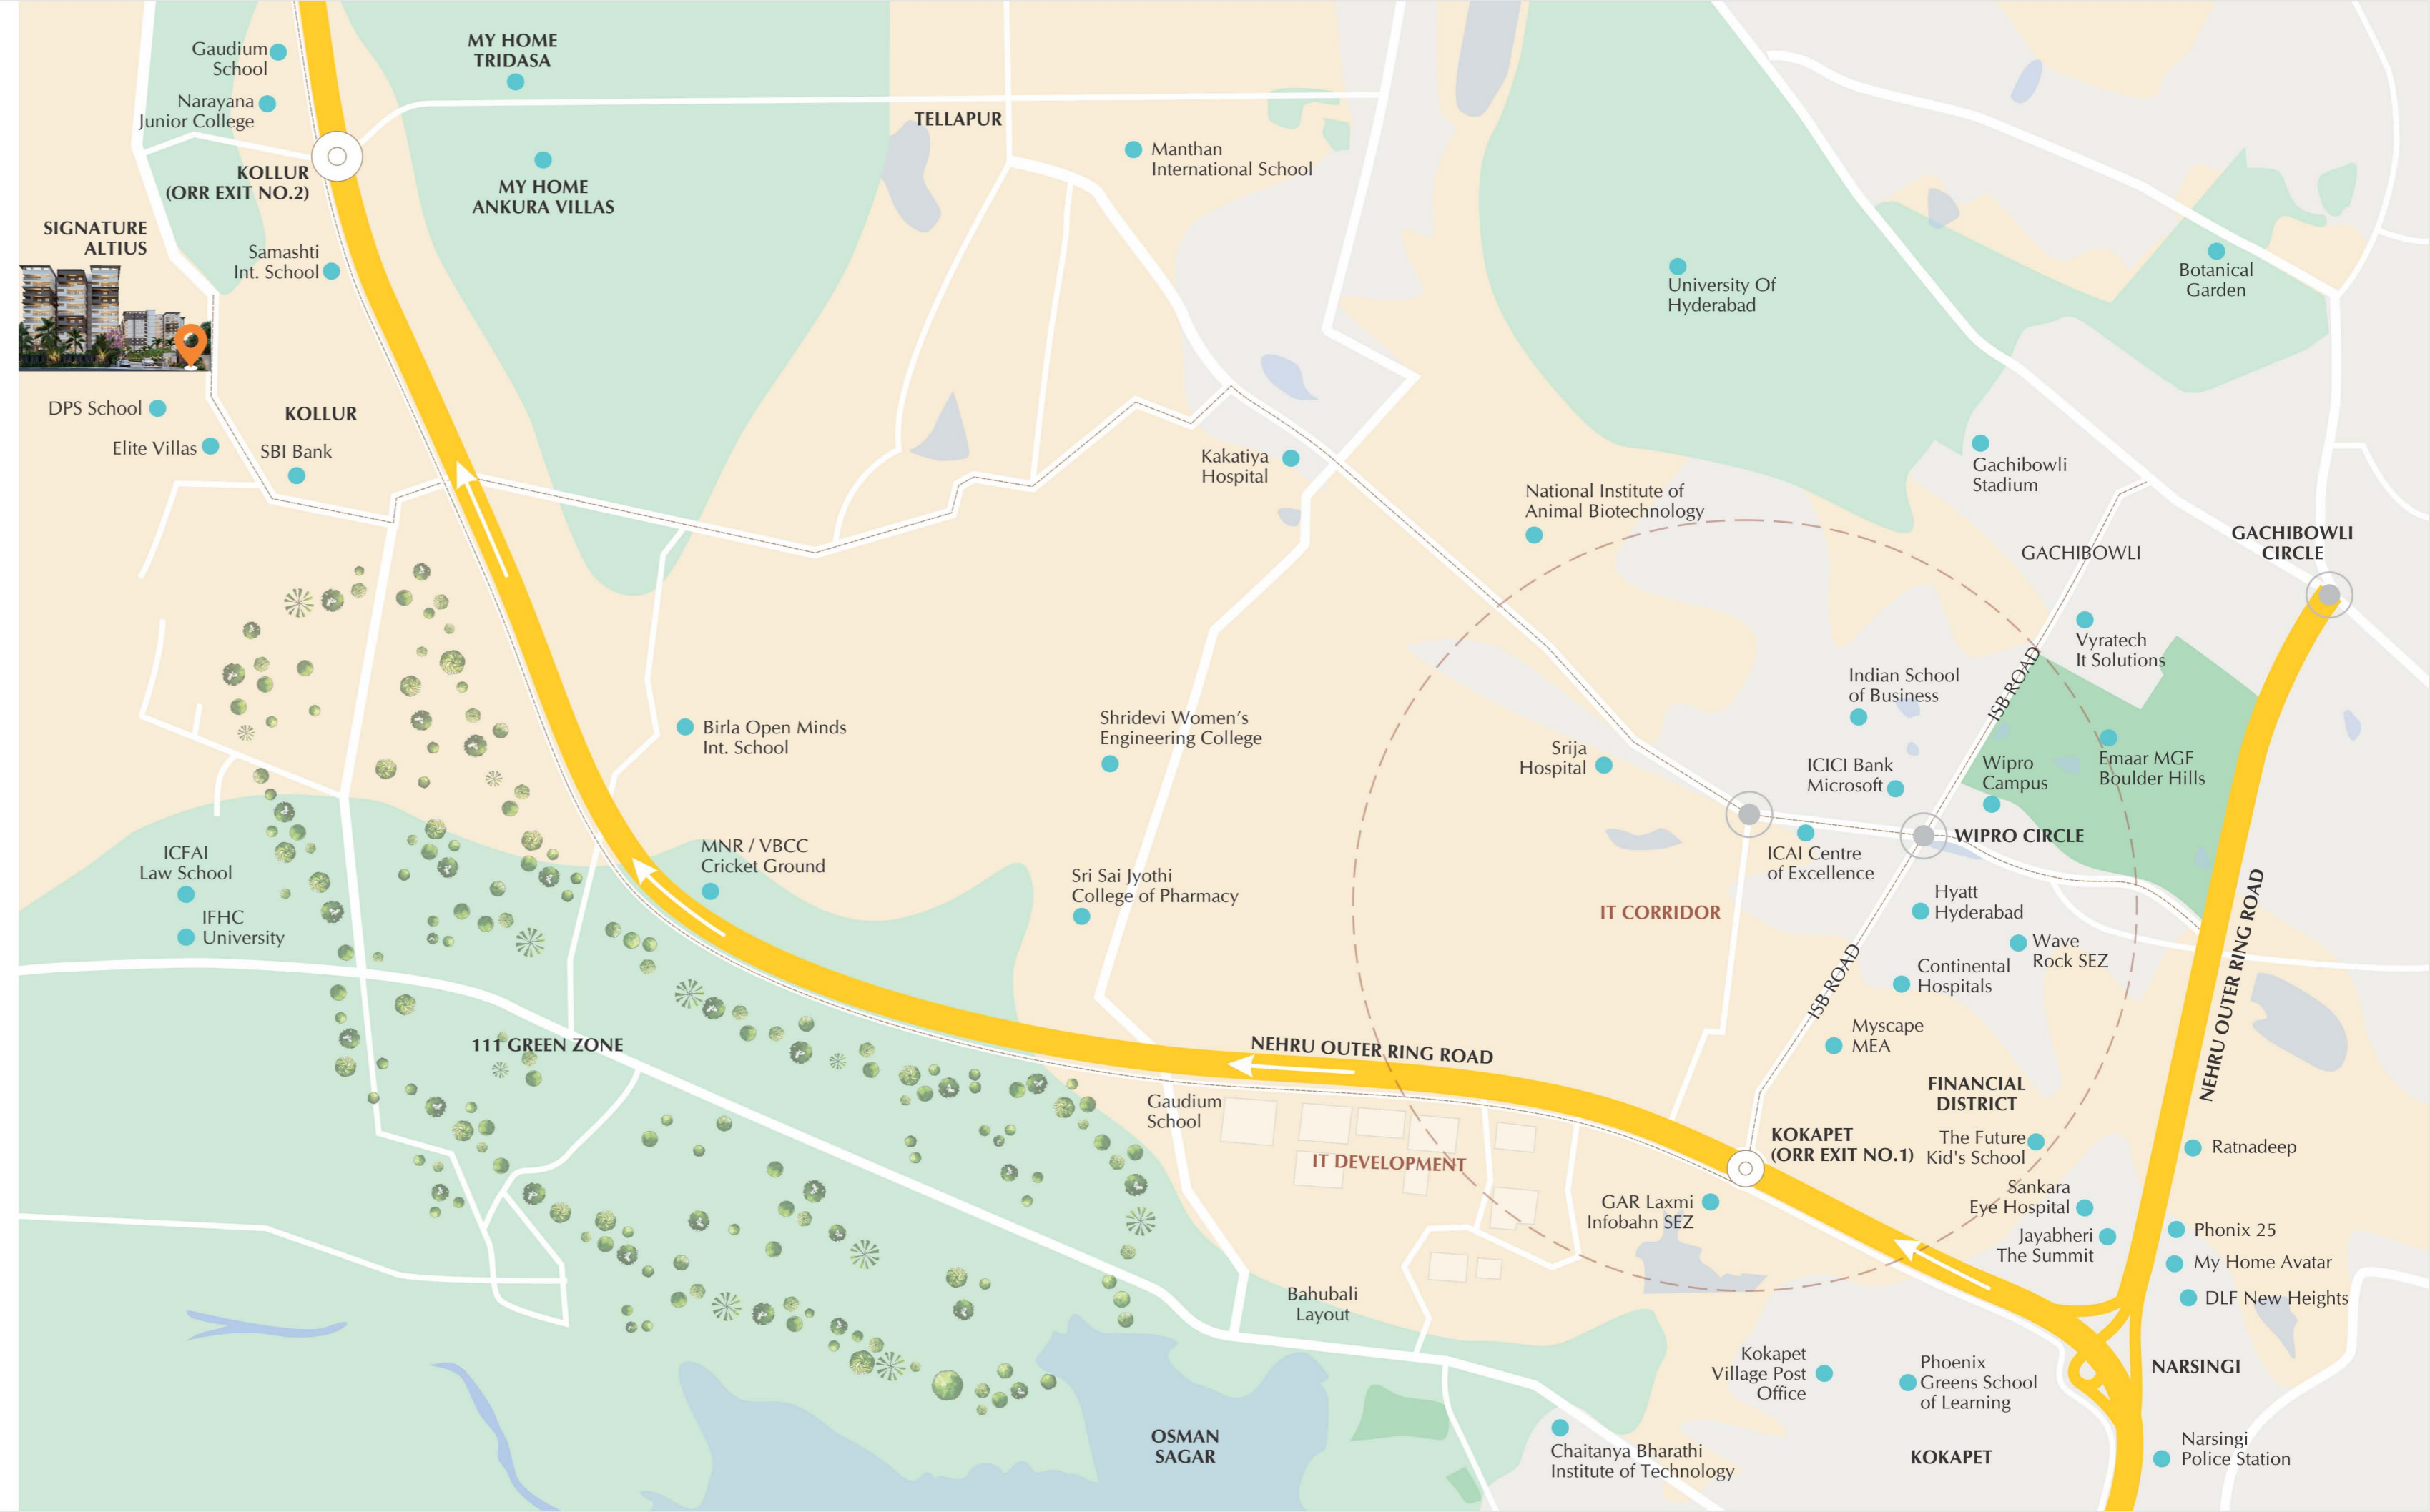 Gaudium
School
Narayana
Junior College
KOLLUR
(ORR EXIT NO.2)
SIGNATURE
ALTIUS
Samashti
Int. School
DPS School
Elite Villas
KOLLUR
SBI Bank
MY HOME
TRIDASA
MY HOME
ANKURA VILLAS
TELLAPUR
Manthan
International School
University Of
Hyderabad
Botanical
Garden
Kakatiya
Hospital
National Institute of
Animal Biotechnology
Gachibowli
Stadium
GACHIBOWLI
GACHIBOWLI
CIRCLE
Vyratech
It Solutions
Indian School
of Business
ISB ROAD
Birla Open Minds
Int. School
Shridevi Women's
Engineering College
Srija
Hospital
ICICI Bank
Microsoft
Wipro
Campus
Emaar MGF
Boulder Hills
WIPRO CIRCLE
ICAI Centre
of Excellence
MNR / VBCC
Cricket Ground
Sri Sai Jyothi
College of Pharmacy
ICFAI
Law School
IFHC
University
IT CORRIDOR
Hyatt
Hyderabad
Wave
Rock SEZ
Continental
Hospitals
ISB ROAD
Myscape
MEA
NEHRU OUTER RING ROAD
111 GREEN ZONE
NEHRU OUTER RING ROAD
FINANCIAL
DISTRICT
Gaudium
School
IT DEVELOPMENT
KOKAPET
(ORR EXIT NO.1)
The Future
Kid's School
Ratnadeep
GAR Laxmi
Infobahn SEZ
Sankara
Eye Hospital
Jayabheri
The Summit
Phonix 25
My Home Avatar
DLF New Heights
Bahubali
Layout
Kokapet
Village Post
Office
Phoenix
Greens School
of Learning
NARSINGI
OSMAN
SAGAR
Chaitanya Bharathi
Institute of Technology
KOKAPET
Narsingi
Police Station